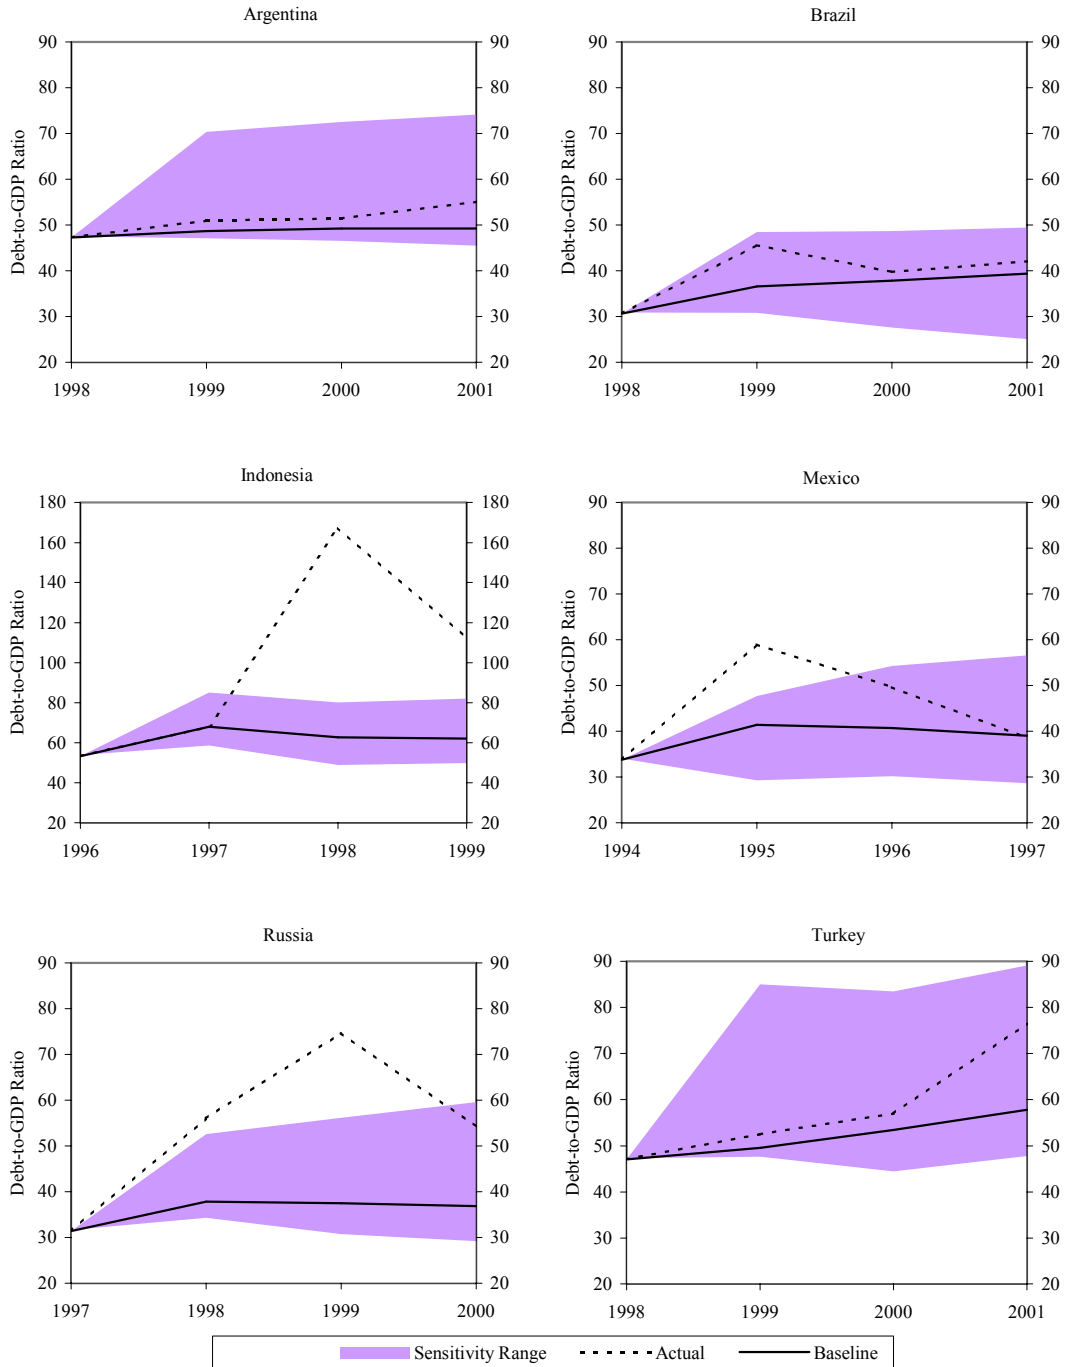 Argentina
Brazil
90 90 90 90
80 80 80 80
70 70 70 70
60 60 60 60
50 50 50 50
40 40 40 40
30 30 30 30
20 20 20 20
Debt-to-GDP Ratio
Debt-to-GDP Ratio
1998 1999 2000 2001
1998 1999 2000 2001
Indonesia
Mexico
180 180 90 90
160 160 80 80
140 140 70 70
120 120 60 60
100 100 50 50
80 80 40 40
60 60 30 30
40 40 20 20
20 20
Debt-to-GDP Ratio
Debt-to-GDP Ratio
1996 1997 1998 1999
1994 1995 1996 1997
Russia
Turkey
90 90 90 90
80 80 80 80
70 70 70 70
60 60 60 60
50 50 50 50
40 40 40 40
30 30 30 30
20 20 20 20
Debt-to-GDP Ratio
Debt-to-GDP Ratio
1997 1998 1999 2000
1998 1999 2000 2001
Sensitivity Range Actual Baseline